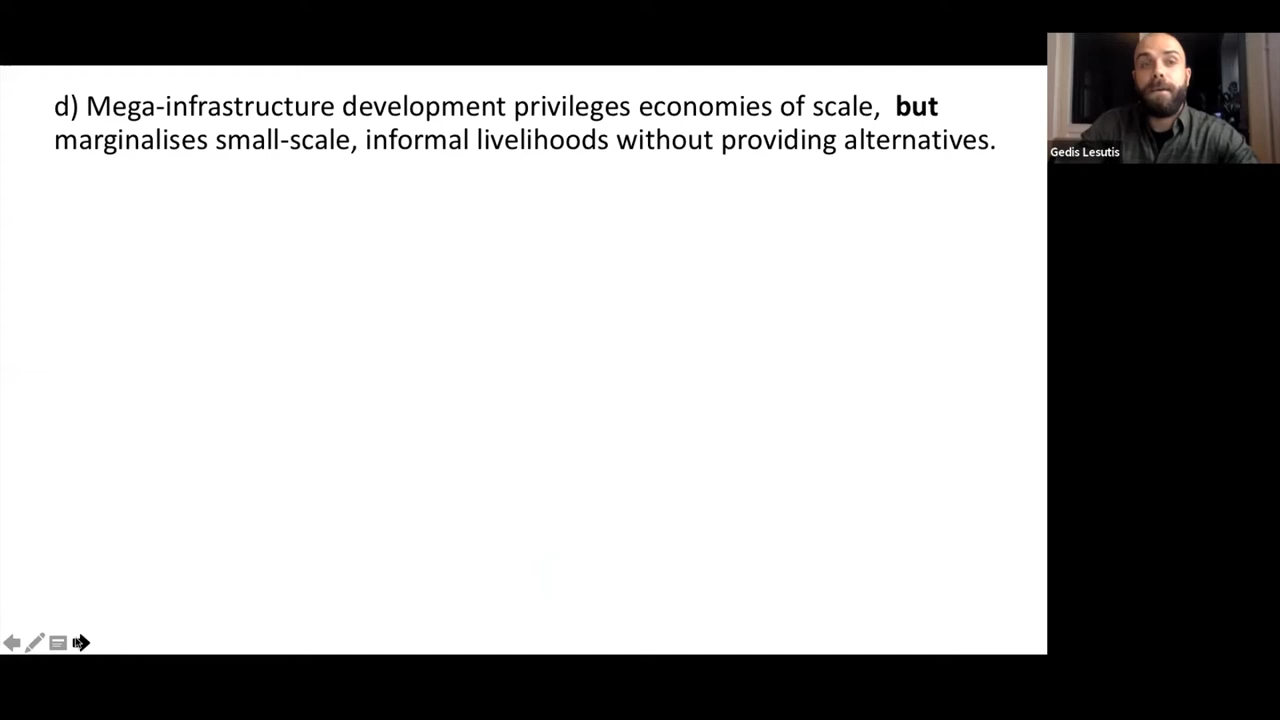 d) Mega-infrastructure development privileges economies of scale, but
marginalises small-scale, informal livelihoods without providing alternatives.
Gedis Lesutis